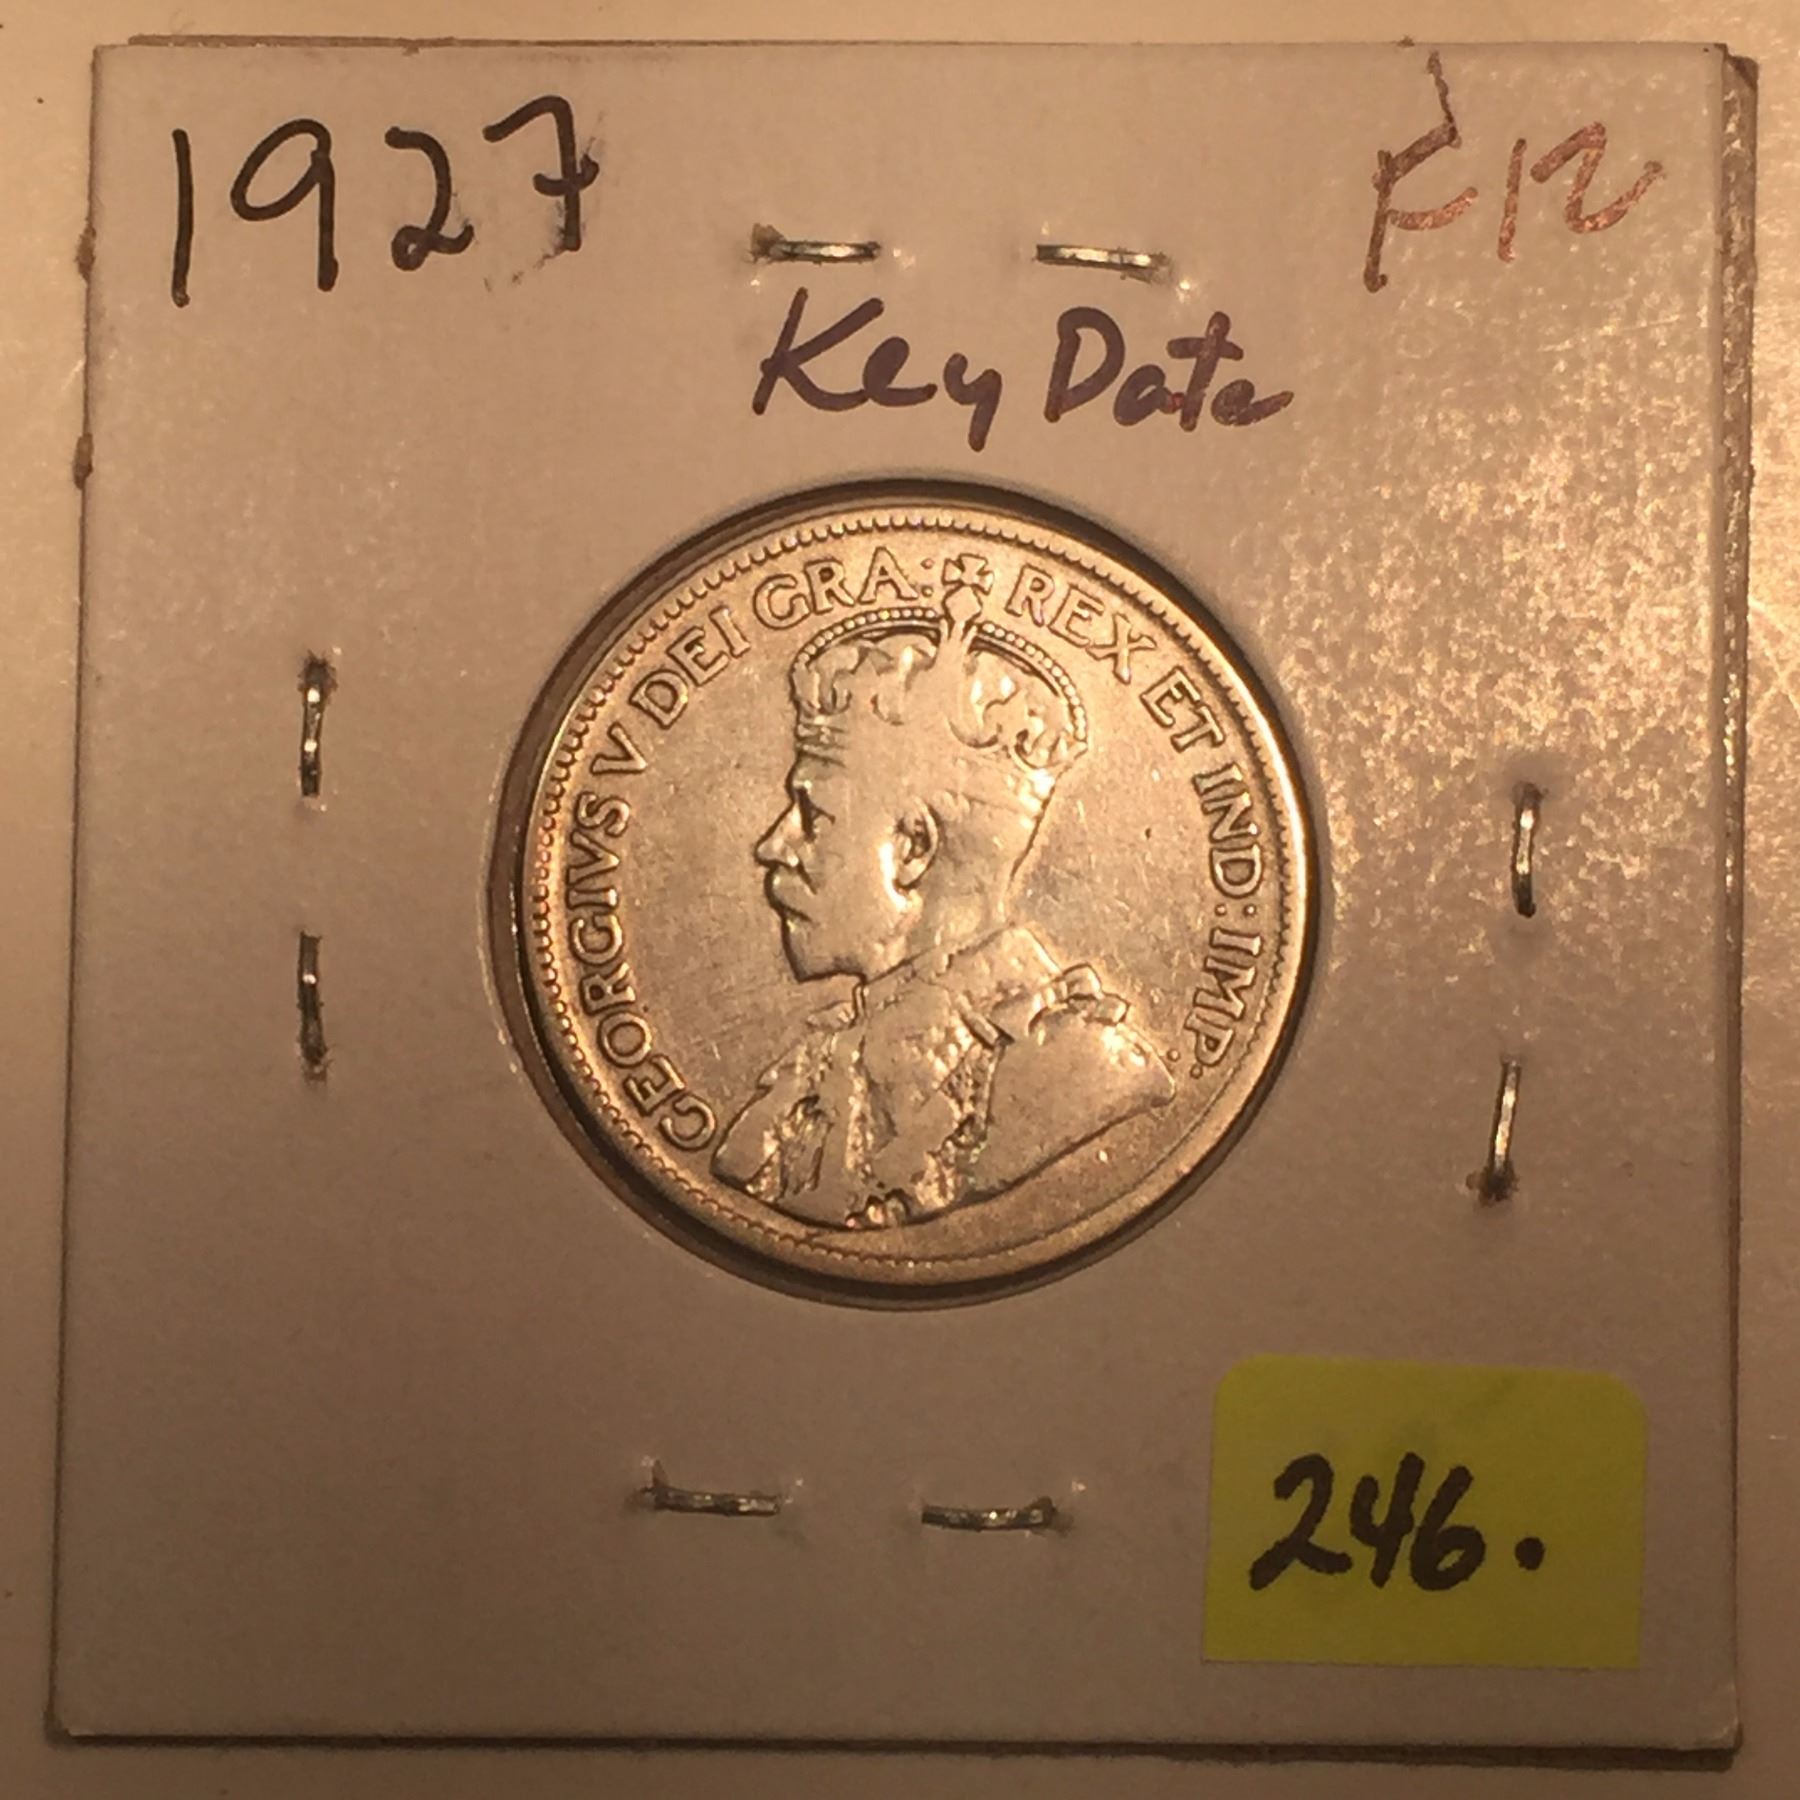 1927
F12
Key Date
GEORGIVS V DEI GRA: REX ET IND: IMP.
246.